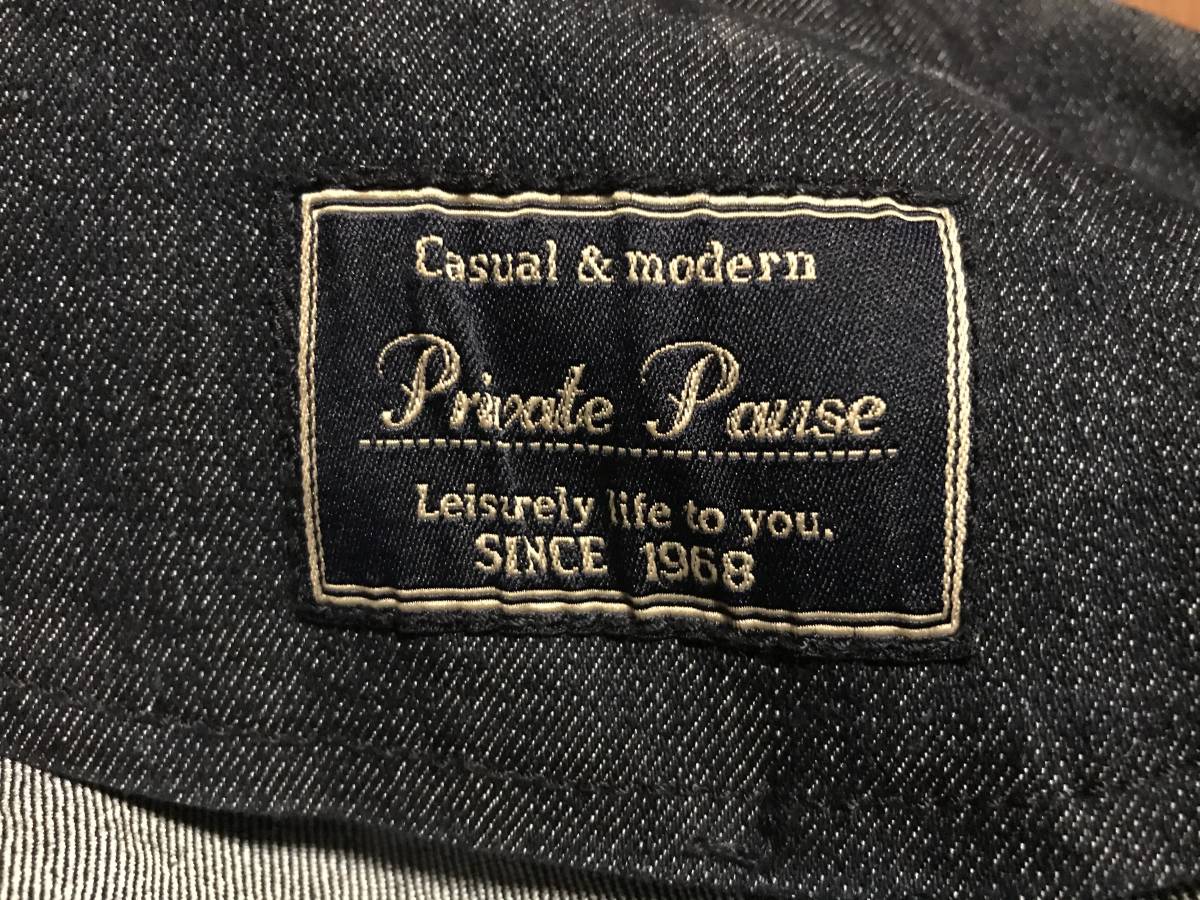 Casual & modern
Private Pause
Leisurely life to you.
SINCE 1968